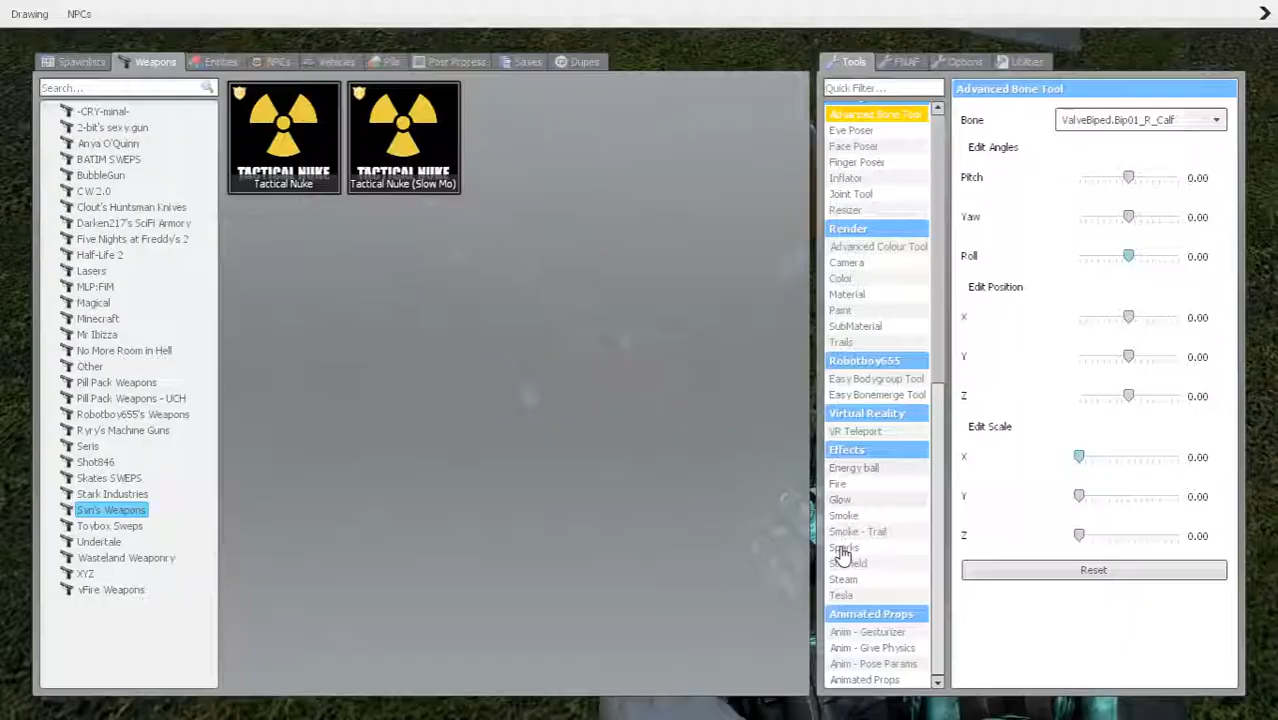 Drawing NPCs
Spawnlists Weapons Entities NPCs Vehicles Post Process Saves Dupes
Search...
-CRY-minal-
2-bit's sexy gun
Anya O'Quinn
BATIM SWEPS
BubbleGun
CW 2.0
Clout's Huntsman Knives
Darken217's SciFi Armory
Five Nights at Freddy's 2
Half-Life 2
Lasers
MLP:FiM
Magical
Minecraft
Mr Ibizza
No More Room in Hell
Other
Pill Pack Weapons
Pill Pack Weapons - UCH
Robotboy655's Weapons
Ryry's Machine Guns
Seris
Shot846
Skates SWEPS
Stark Industries
Svn's Weapons
Toybox Sweps
Undertale
Wasteland Weaponry
XYZ
vFire Weapons
TACTICAL NUKE
Tactical Nuke
TACTICAL NUKE
Tactical Nuke (Slow Mo)
Tools FNAF Options Utilities
Quick Filter...
Advanced Bone Tool
Eye Poser
Face Poser
Finger Poser
Inflator
Joint Tool
Resizer
Render
Advanced Colour Tool
Camera
Color
Material
Paint
SubMaterial
Trails
Robotboy655
Easy Bodygroup Tool
Easy Bonemerge Tool
Virtual Reality
VR Teleport
Effects
Energy ball
Fire
Glow
Smoke
Smoke - Trail
Sparks
Steam
Tesla
Animated Props
Anim - Gesturizer
Anim - Give Physics
Anim - Pose Params
Animated Props
Advanced Bone Tool
Bone ValveBiped.Bip01_R_Calf
Edit Angles
Pitch 0.00
Yaw 0.00
Roll 0.00
Edit Position
X 0.00
Y 0.00
Z 0.00
Edit Scale
X 0.00
Y 0.00
Z 0.00
Reset